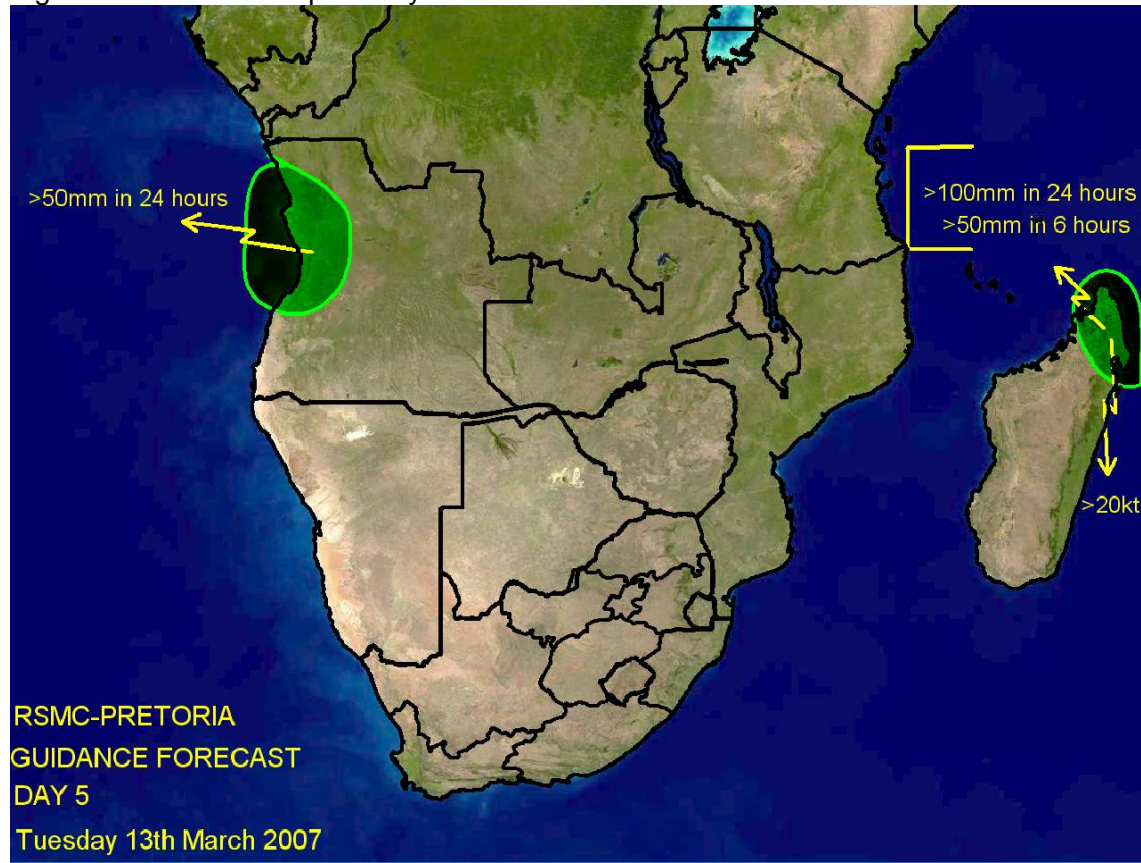 >50mm in 24 hours
>100mm in 24 hours
>50mm in 6 hours
>20kt
RSMC-PRETORIA
GUIDANCE FORECAST
DAY 5
Tuesday 13th March 2007